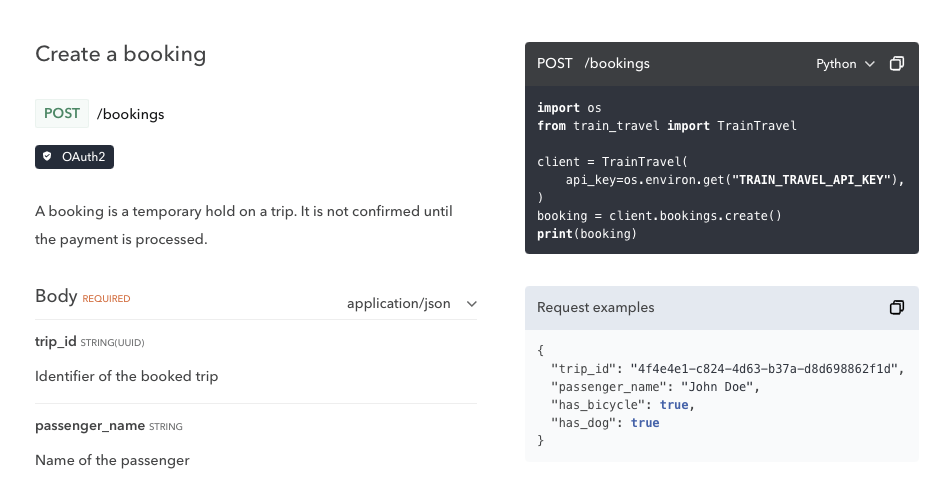 Create a booking
POST /bookings
OAuth2
A booking is a temporary hold on a trip. It is not confirmed until
the payment is processed.
Body REQUIRED
application/json
trip_id STRING(UUID)
Identifier of the booked trip
passenger_name STRING
Name of the passenger
POST /bookings
Python
import os
from train_travel import TrainTravel
client = TrainTravel(
    api_key=os.environ.get("TRAIN_TRAVEL_API_KEY"),
)
booking = client.bookings.create()
print(booking)
Request examples
{
  "trip_id": "4f4e4e1-c824-4d63-b37a-d8d698862f1d",
  "passenger_name": "John Doe",
  "has_bicycle": true,
  "has_dog": true
}